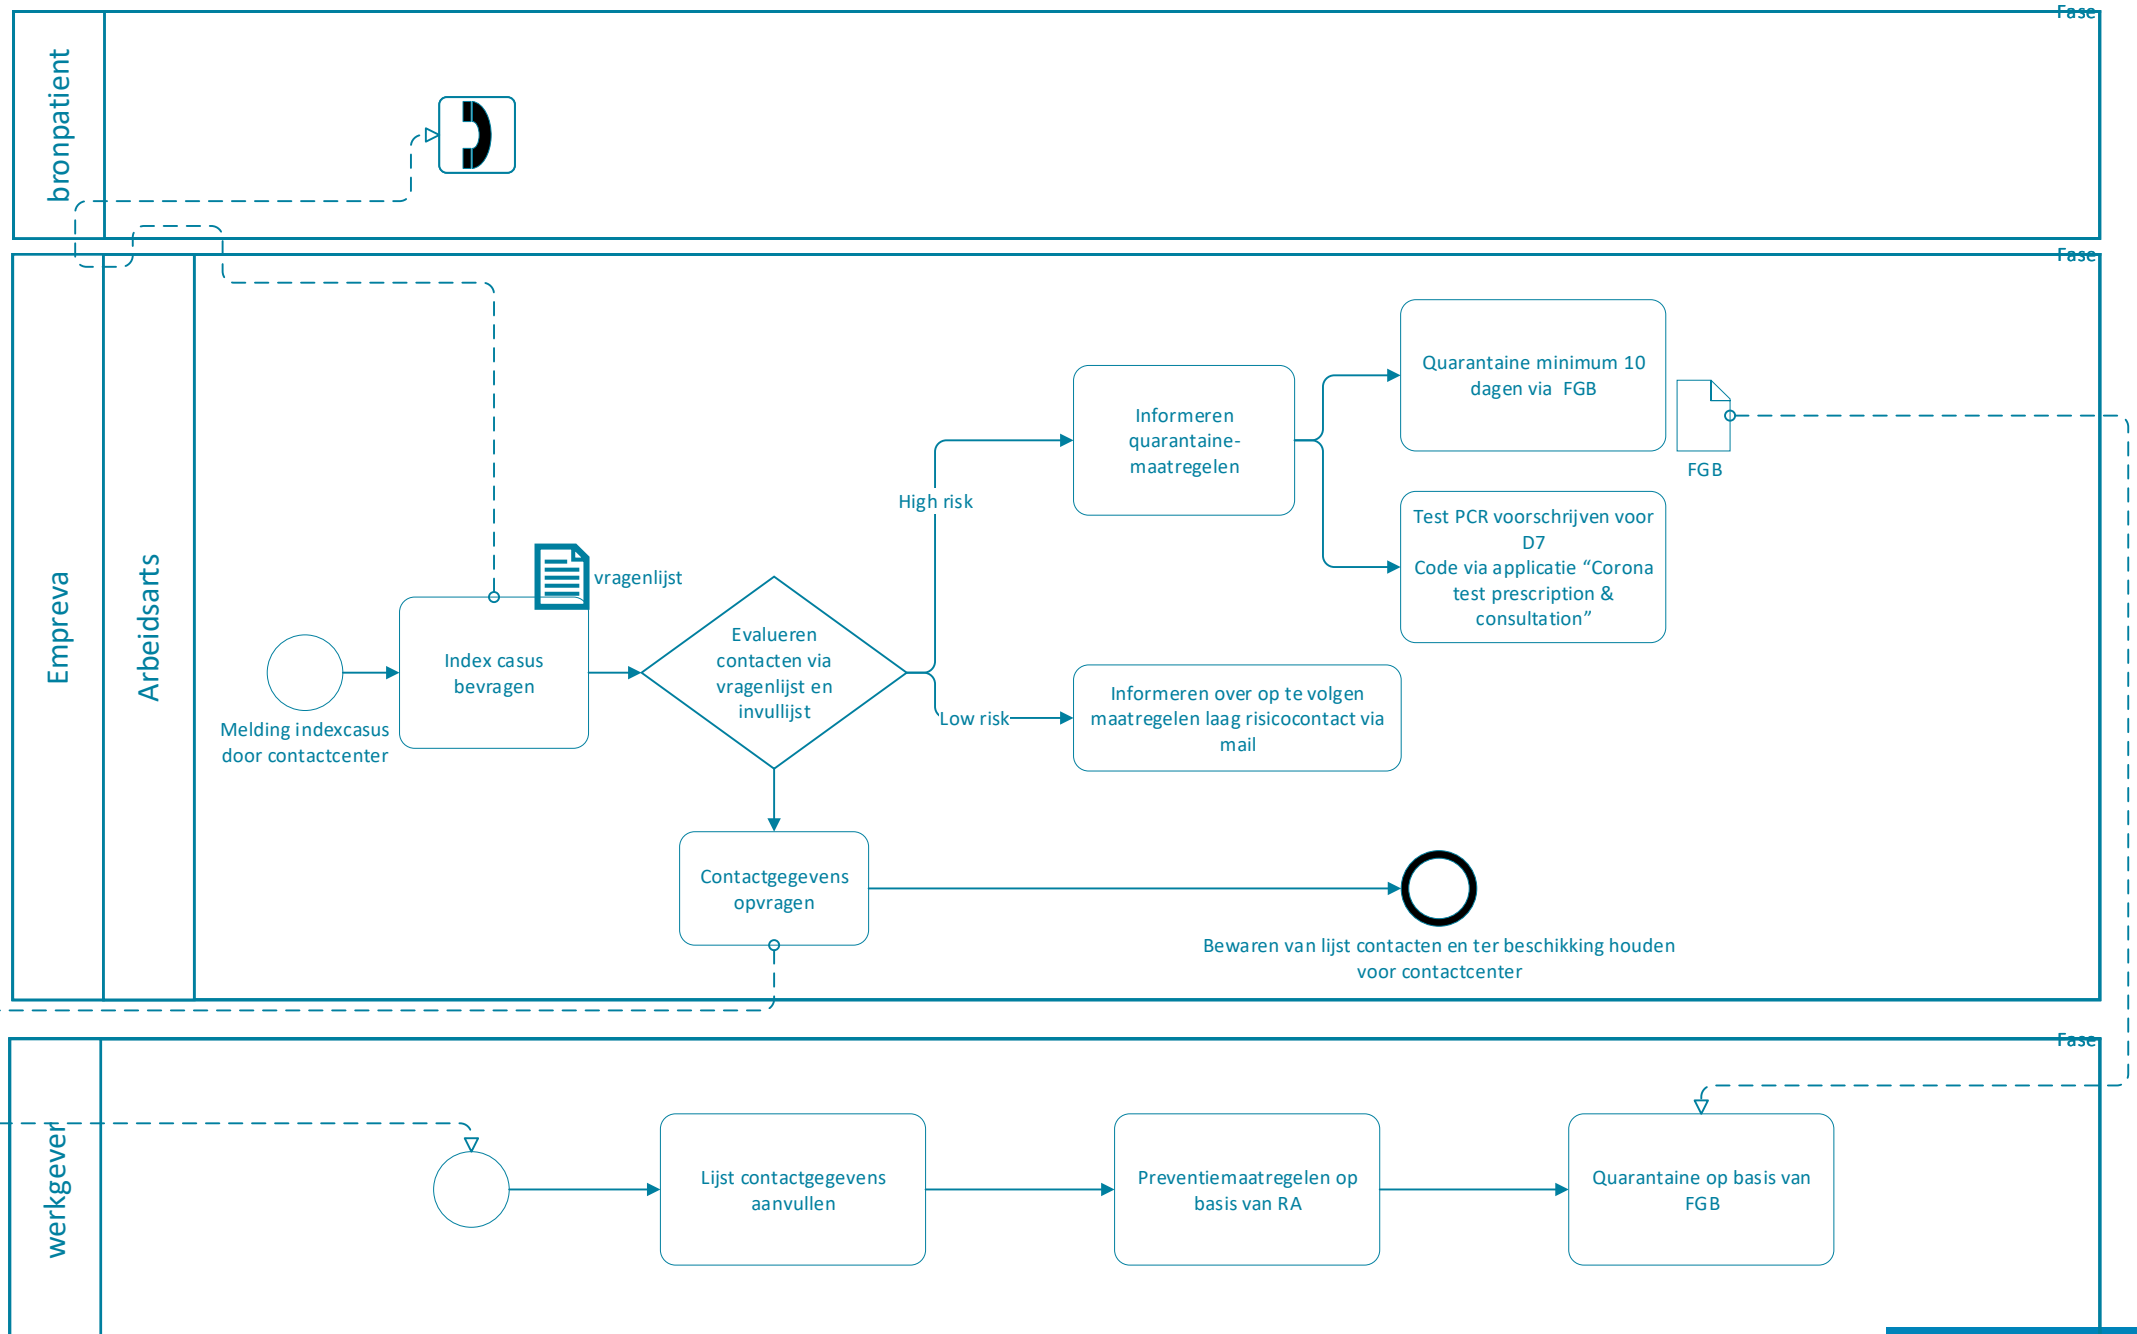 Fase
bronpatient
Fase
Empreva
Arbeidsarts
Melding indexcasus
door contactcenter
Index casus
bevragen
vragenlijst
Evalueren
contacten via
vragenlijst en
invullijst
High risk
Low risk
Informeren
quarantaine-
maatregelen
Quarantaine minimum 10
dagen via FGB
FGB
Test PCR voorschrijven voor
D7
Code via applicatie “Corona
test prescription &
consultation”
Informeren over op te volgen
maatregelen laag risicocontact via
mail
Contactgegevens
opvragen
Bewaren van lijst contacten en ter beschikking houden
voor contactcenter
Fase
werkgever
Lijst contactgegevens
aanvullen
Preventiemaatregelen op
basis van RA
Quarantaine op basis van
FGB